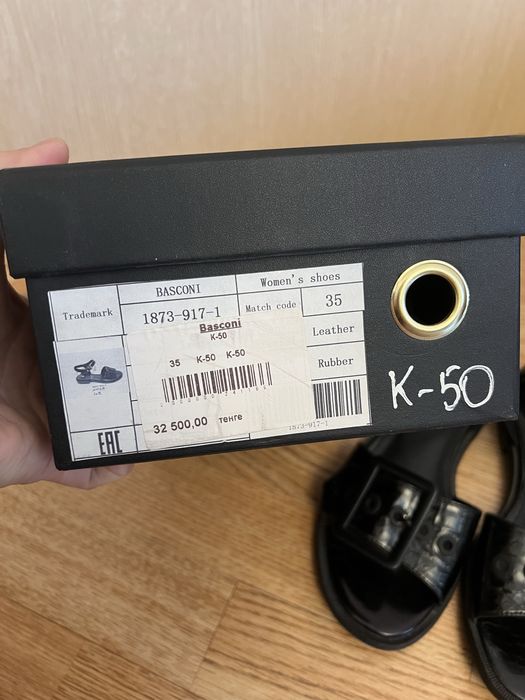 Trademark
BASCONI
Women's shoes
1873-917-1
Match code
35
Basconi
K-50
35 K-50 K-50
Leather
Rubber
32 500,00 тенге
EAC
1873-917-1
K-50